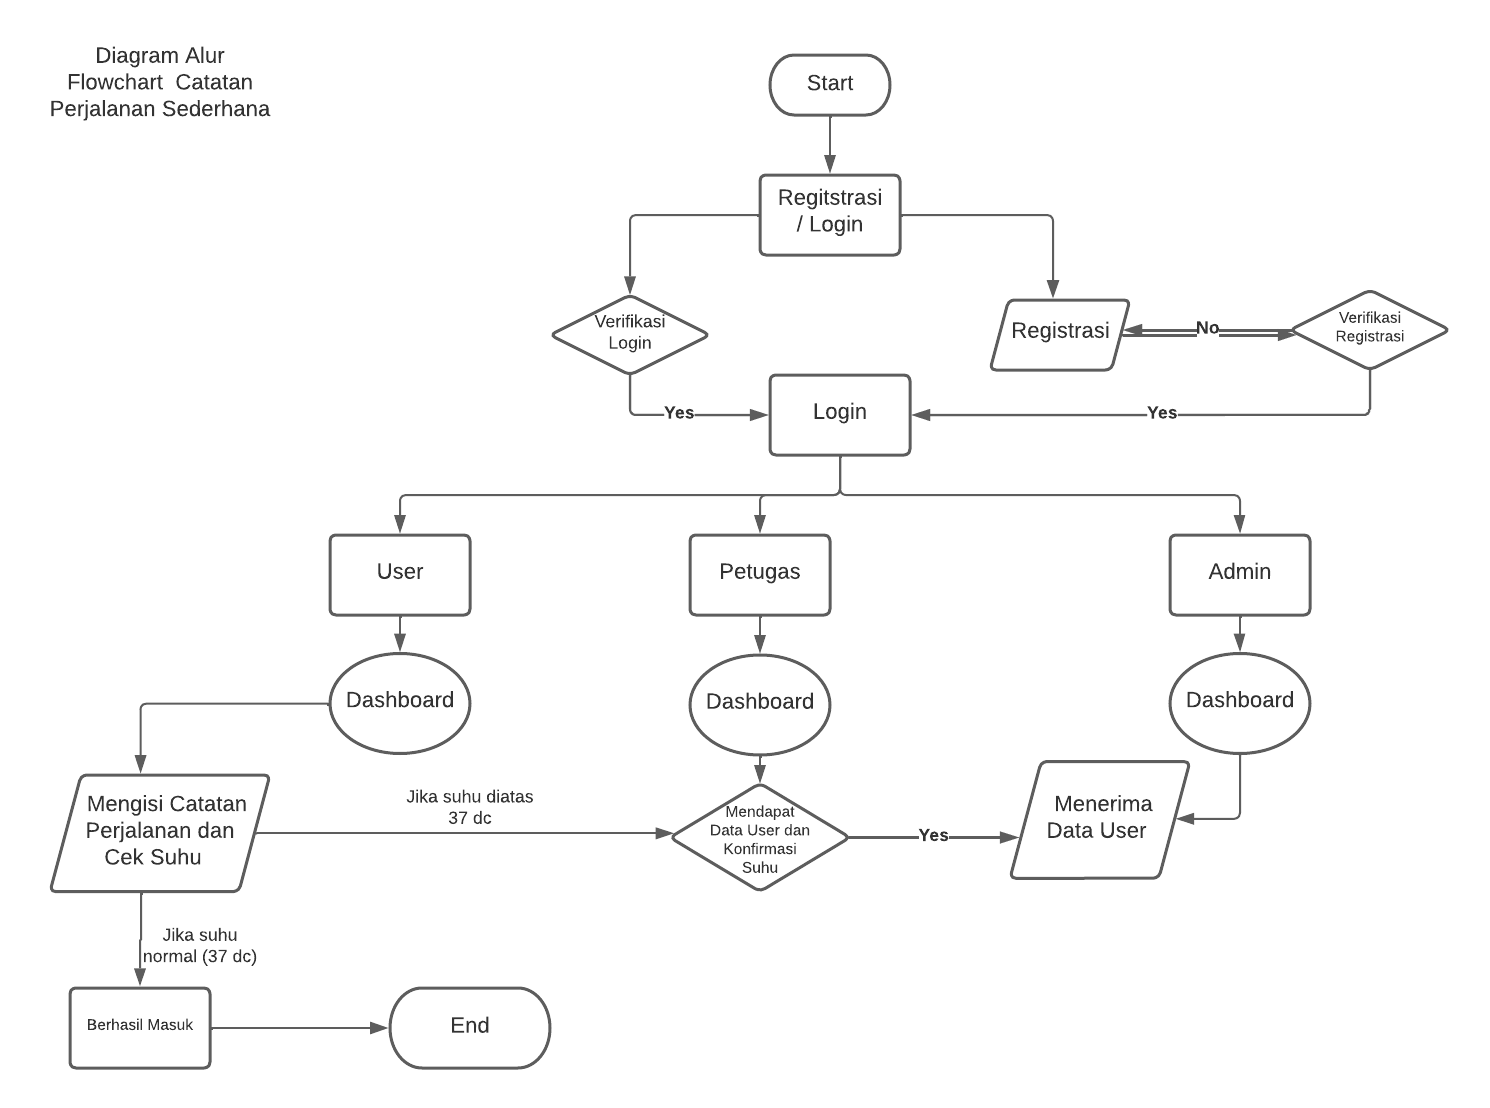 Diagram Alur
Flowchart  Catatan
Perjalanan Sederhana
Start
Regitstrasi
/ Login
Verifikasi
Login
Registrasi
No
Verifikasi
Registrasi
Yes
Login
Yes
User
Petugas
Admin
Dashboard
Dashboard
Dashboard
Mengisi Catatan
Perjalanan dan
Cek Suhu
Jika suhu diatas
37 dc
Mendapat
Data User dan
Konfirmasi
Suhu
Yes
Menerima
Data User
Jika suhu
normal (37 dc)
Berhasil Masuk
End